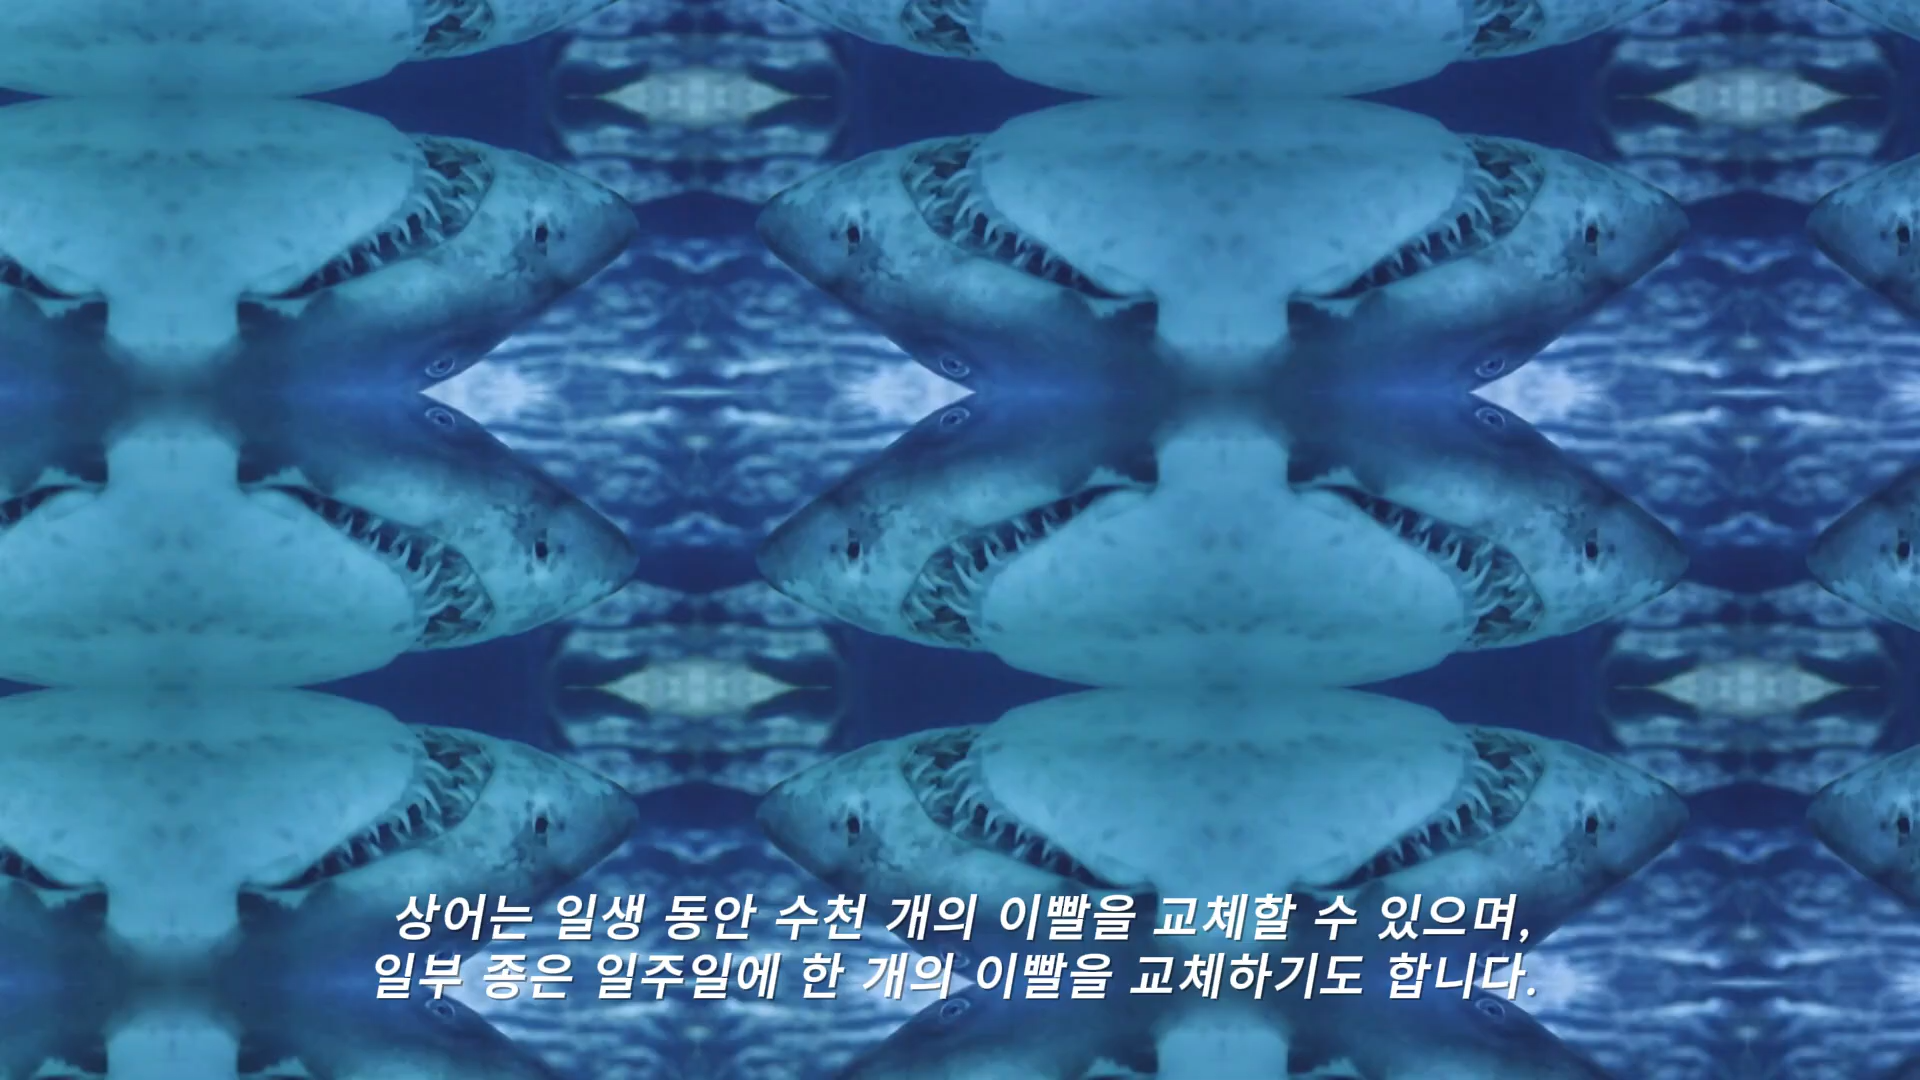 상어는 일생 동안 수천 개의 이빨을 교체할 수 있으며,
일부 종은 일주일에 한 개의 이빨을 교체하기도 합니다.